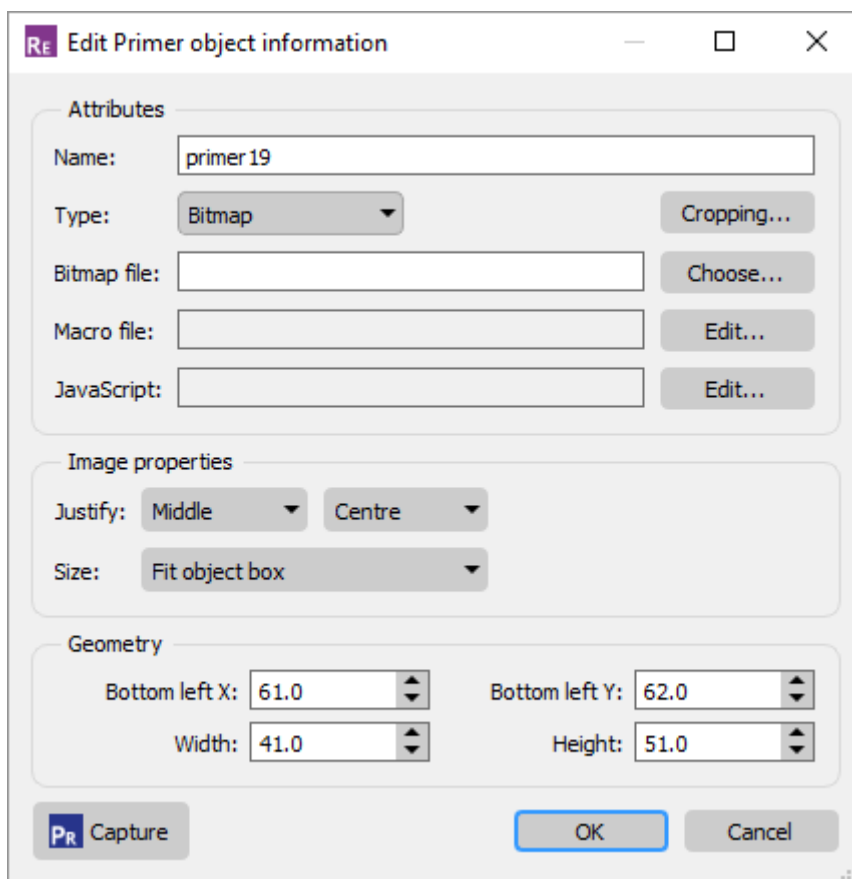 RE Edit Primer object information
Attributes
Name: primer19
Type: Bitmap Cropping...
Bitmap file: Choose...
Macro file: Edit...
JavaScript: Edit...
Image properties
Justify: Middle Centre
Size: Fit object box
Geometry
Bottom left X: 61.0 Bottom left Y: 62.0
Width: 41.0 Height: 51.0
PR Capture OK Cancel